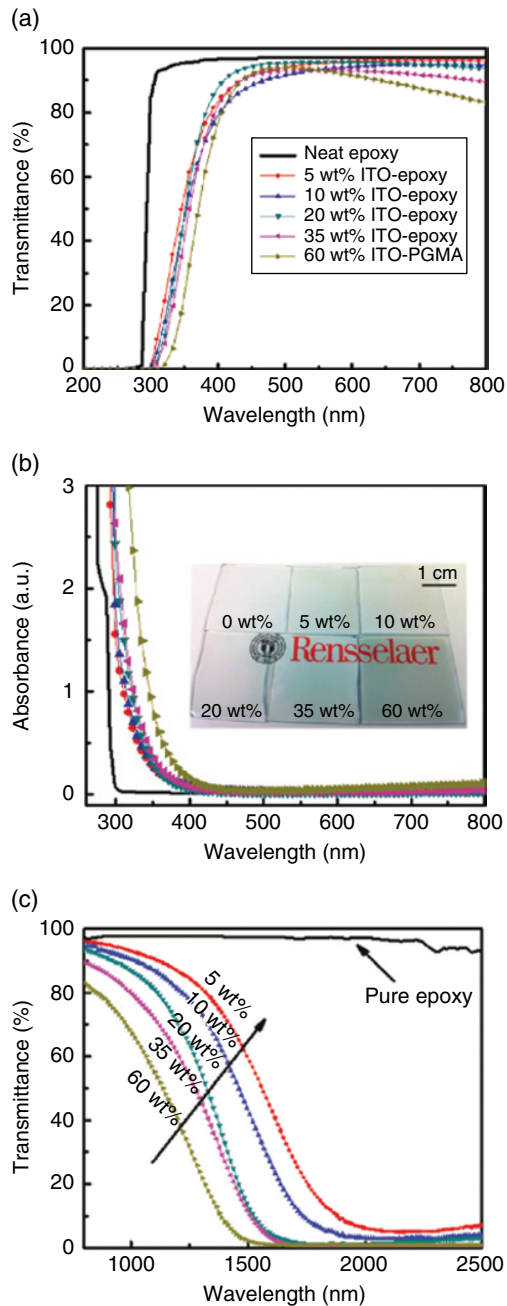 (a)
100
80
60
40
20
0
200
300
400
500
600
700
800
Transmittance (%)
Wavelength (nm)
Neat epoxy
5 wt% ITO-epoxy
10 wt% ITO-epoxy
20 wt% ITO-epoxy
35 wt% ITO-epoxy
60 wt% ITO-PGMA
(b)
3
2
1
0
300
400
500
600
700
800
Absorbance (a.u.)
Wavelength (nm)
1 cm
0 wt%
5 wt%
10 wt%
Rensselaer
20 wt%
35 wt%
60 wt%
(c)
100
80
60
40
20
0
1000
1500
2000
2500
Transmittance (%)
Wavelength (nm)
Pure epoxy
5 wt%
10 wt%
20 wt%
35 wt%
60 wt%